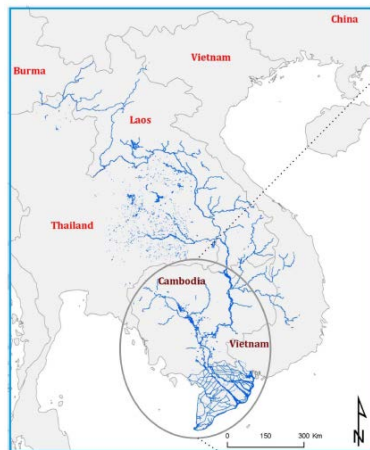 China
Vietnam
Burma
Laos
Thailand
Cambodia
Vietnam
N
0 150 300 Km